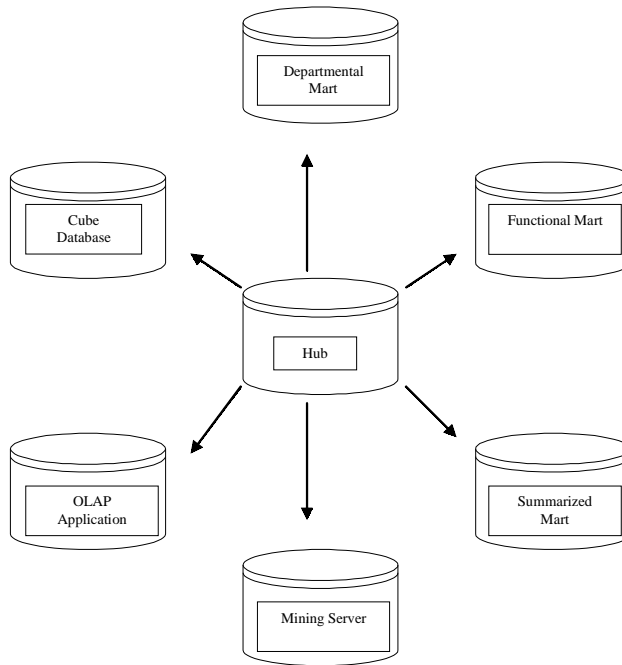 Departmental
Mart
Cube
Database
Functional Mart
Hub
OLAP
Application
Summarized
Mart
Mining Server